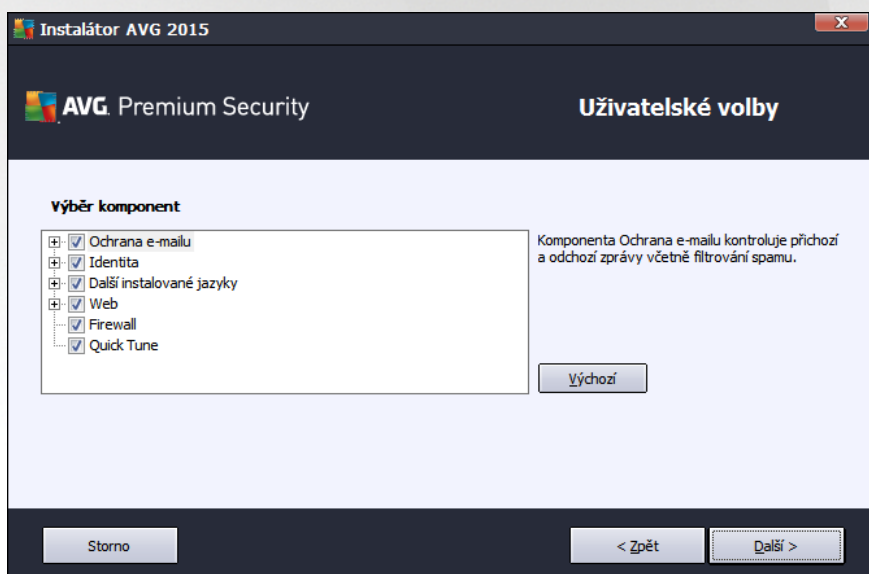 Instalátor AVG 2015
X
AVG. Premium Security
Uživatelské volby
Výběr komponent
Ochrana e-mailu
Identita
Další instalované jazyky
Web
Firewall
Quick Tune
Komponenta Ochrana e-mailu kontroluje přichozí
a odchozí zprávy včetně filtrování spamu.
Výchozí
Storno
< Zpět
Další >